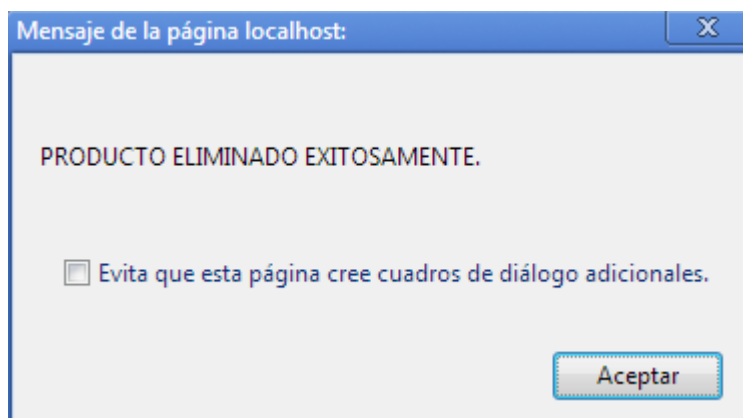 Mensaje de la página localhost:
PRODUCTO ELIMINADO EXITOSAMENTE.
Evita que esta página cree cuadros de diálogo adicionales.
Aceptar